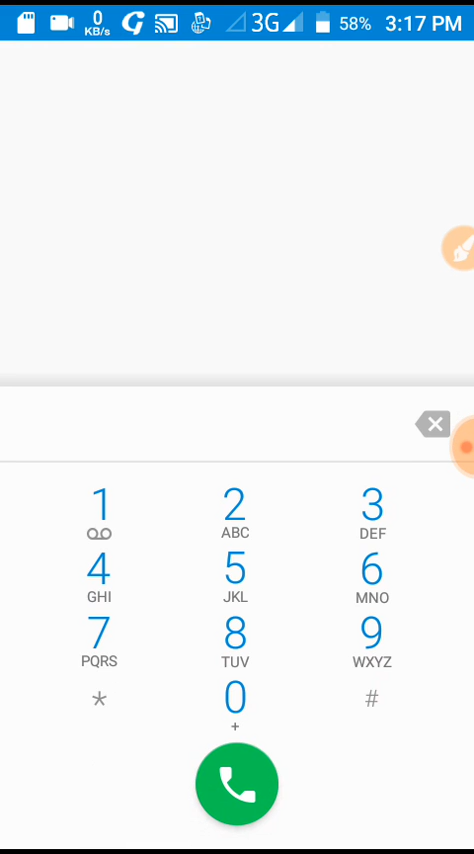 0 KB/s G 3G 58% 3:17 PM
1 2 3
ABC DEF
4 5 6
GHI JKL MNO
7 8 9
PQRS TUV WXYZ
* 0 #
+